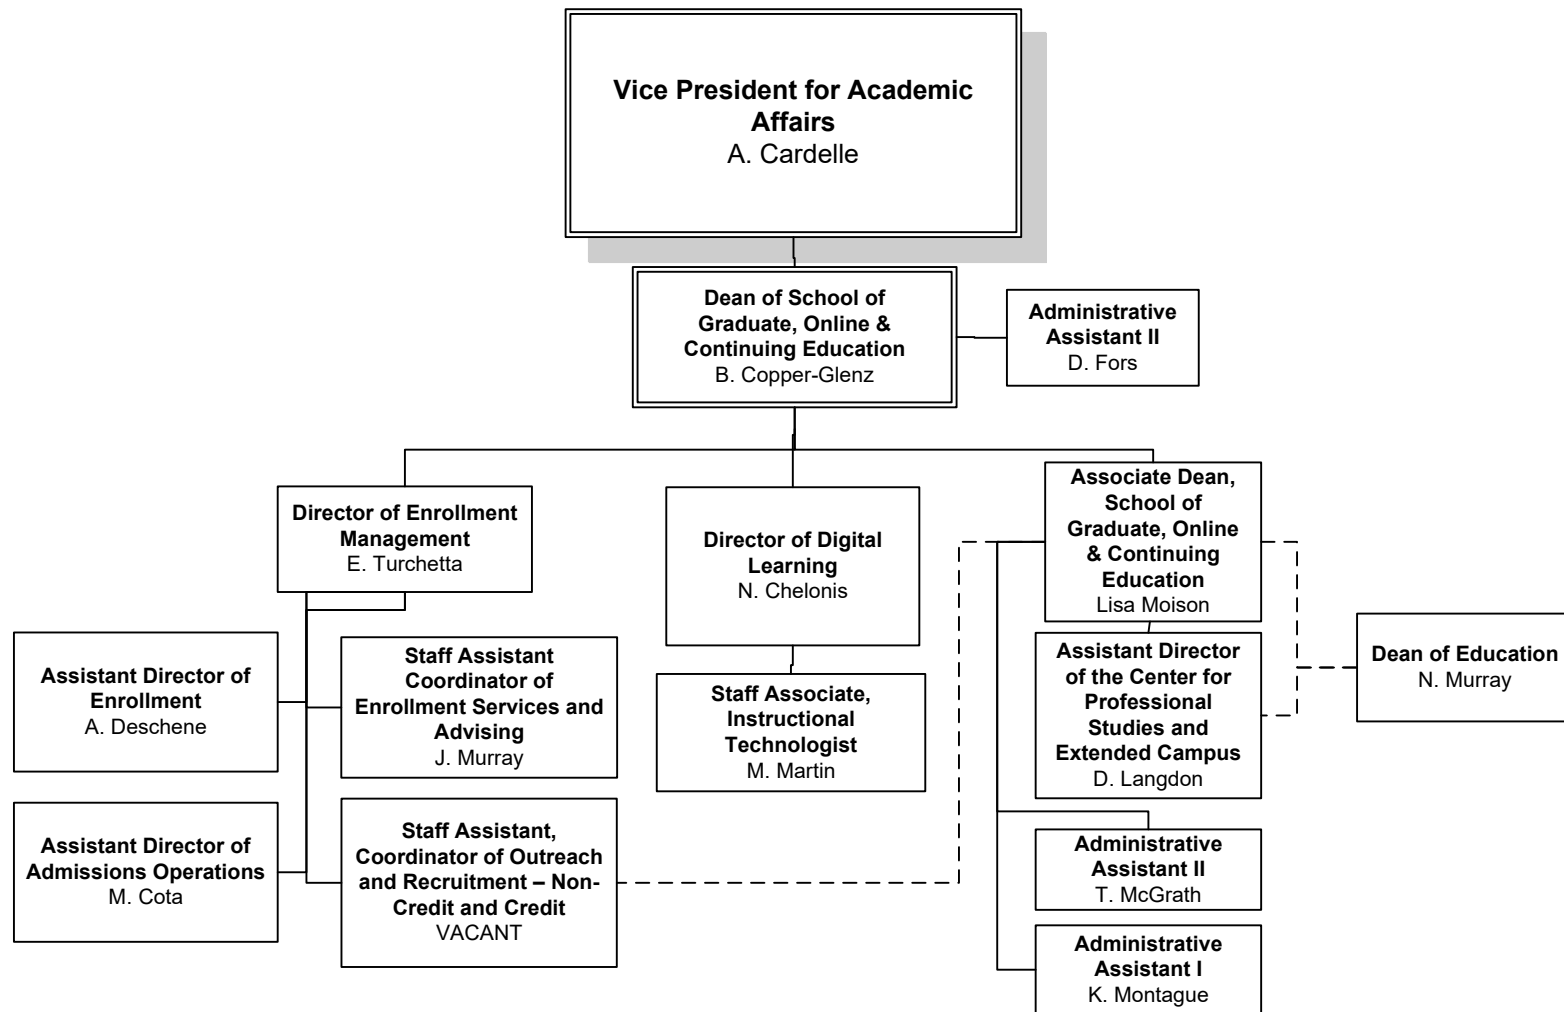 Vice President for Academic
Affairs
A. Cardelle
Dean of School of
Graduate, Online &
Continuing Education
B. Copper-Glenz
Administrative
Assistant II
D. Fors
Director of Enrollment
Management
E. Turchetta
Director of Digital
Learning
N. Chelonis
Associate Dean,
School of
Graduate, Online
& Continuing
Education
Lisa Moison
Assistant Director of
Enrollment
A. Deschene
Staff Assistant
Coordinator of
Enrollment Services and
Advising
J. Murray
Staff Associate,
Instructional
Technologist
M. Martin
Assistant Director
of the Center for
Professional
Studies and
Extended Campus
D. Langdon
Dean of Education
N. Murray
Assistant Director of
Admissions Operations
M. Cota
Staff Assistant,
Coordinator of Outreach
and Recruitment – Non-
Credit and Credit
VACANT
Administrative
Assistant II
T. McGrath
Administrative
Assistant I
K. Montague